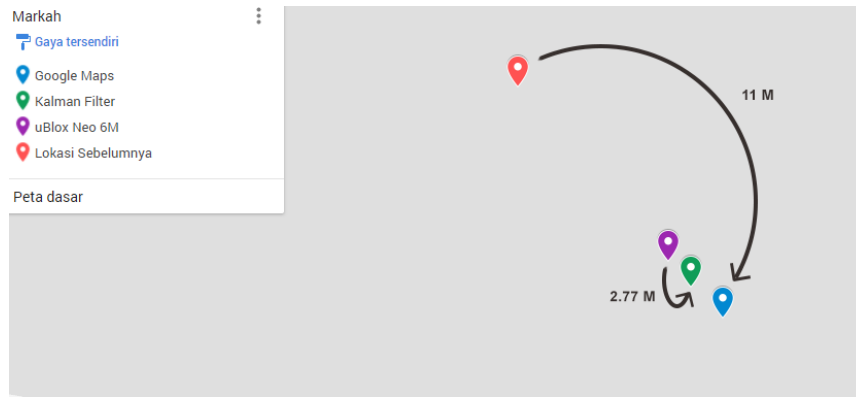 Markah
Gaya tersendiri
Google Maps
Kalman Filter
uBlox Neo 6M
Lokasi Sebelumnya
Peta dasar
11 M
2.77 M